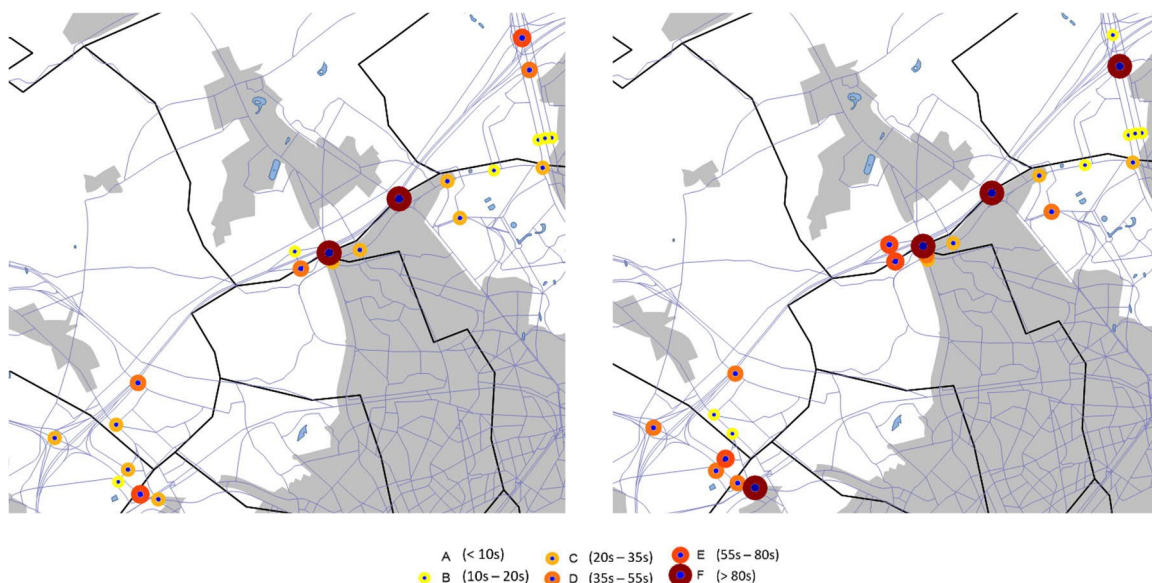 A (< 10s) C (20s – 35s) E (55s – 80s)
B (10s – 20s) D (35s – 55s) F (> 80s)